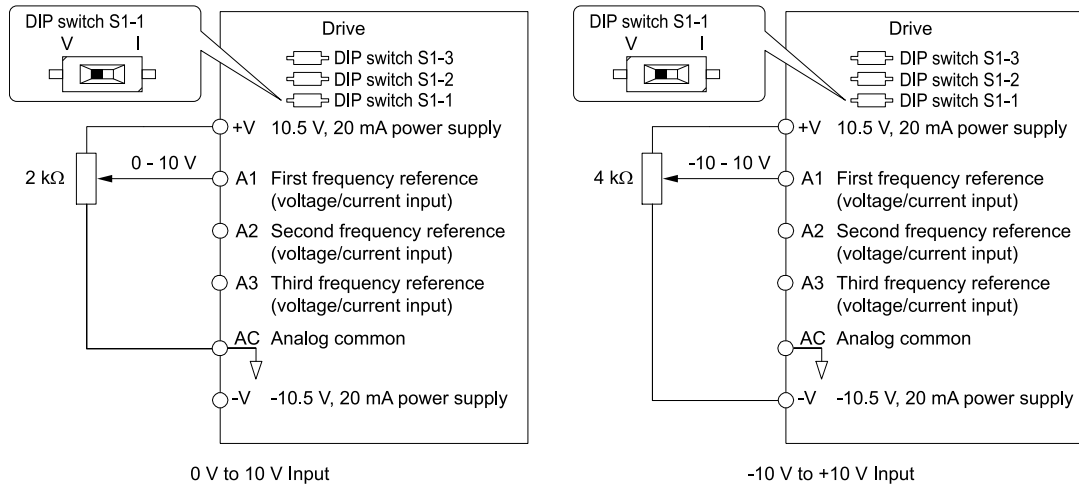 DIP switch S1-1
V I
Drive
DIP switch S1-3
DIP switch S1-2
DIP switch S1-1
+V 10.5 V, 20 mA power supply
2 kΩ
0 - 10 V
A1 First frequency reference
(voltage/current input)
A2 Second frequency reference
(voltage/current input)
A3 Third frequency reference
(voltage/current input)
AC Analog common
-V -10.5 V, 20 mA power supply
0 V to 10 V Input
DIP switch S1-1
V I
Drive
DIP switch S1-3
DIP switch S1-2
DIP switch S1-1
+V 10.5 V, 20 mA power supply
4 kΩ
-10 - 10 V
A1 First frequency reference
(voltage/current input)
A2 Second frequency reference
(voltage/current input)
A3 Third frequency reference
(voltage/current input)
AC Analog common
-V -10.5 V, 20 mA power supply
-10 V to +10 V Input